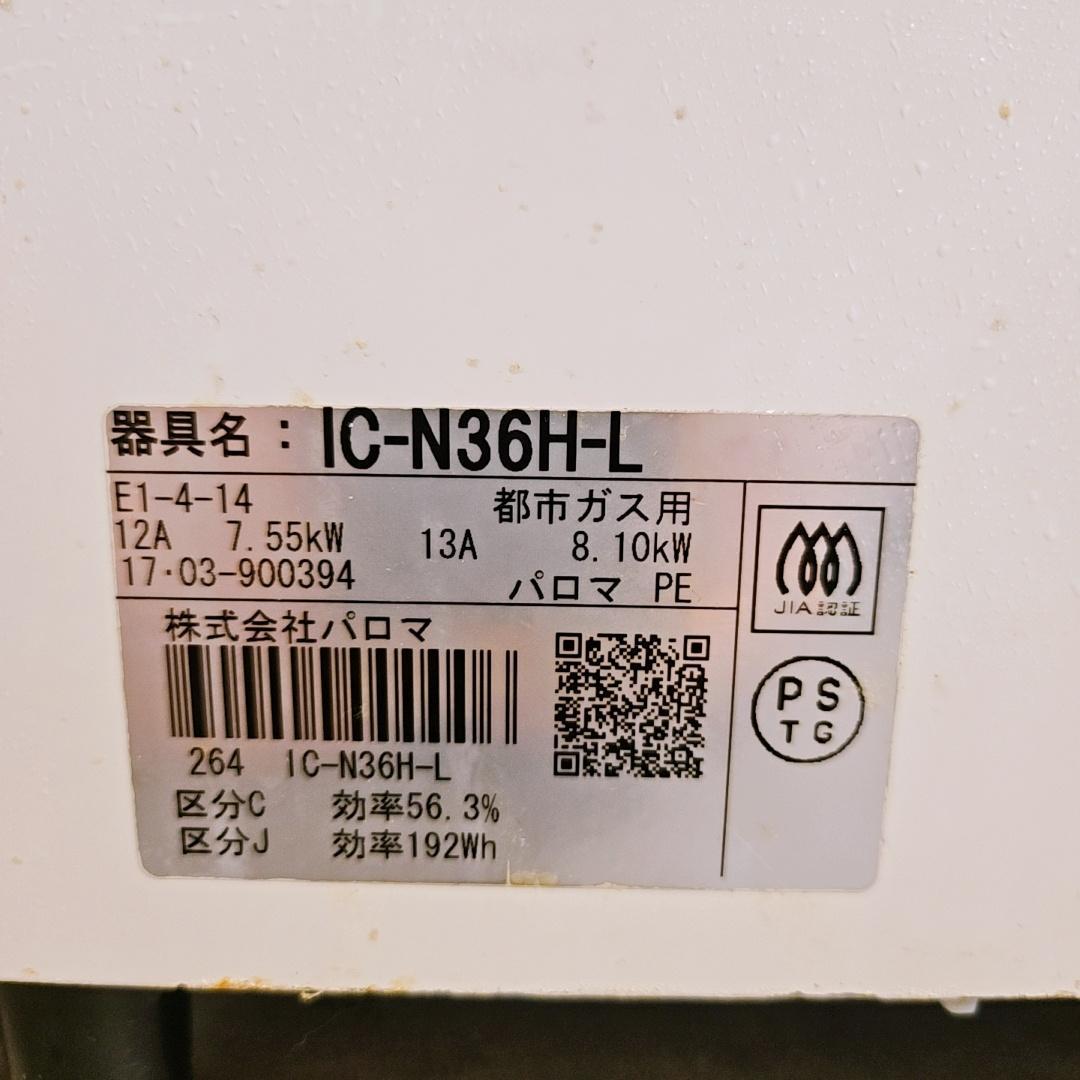 器具名：IC-N36H-L
E1-4-14 都市ガス用
12A 7.55kW 13A 8.10kW
17・03-900394 パロマ PE
JIA認証
株式会社パロマ
PS
TG
264 IC-N36H-L
区分C 効率56.3%
区分J 効率192Wh